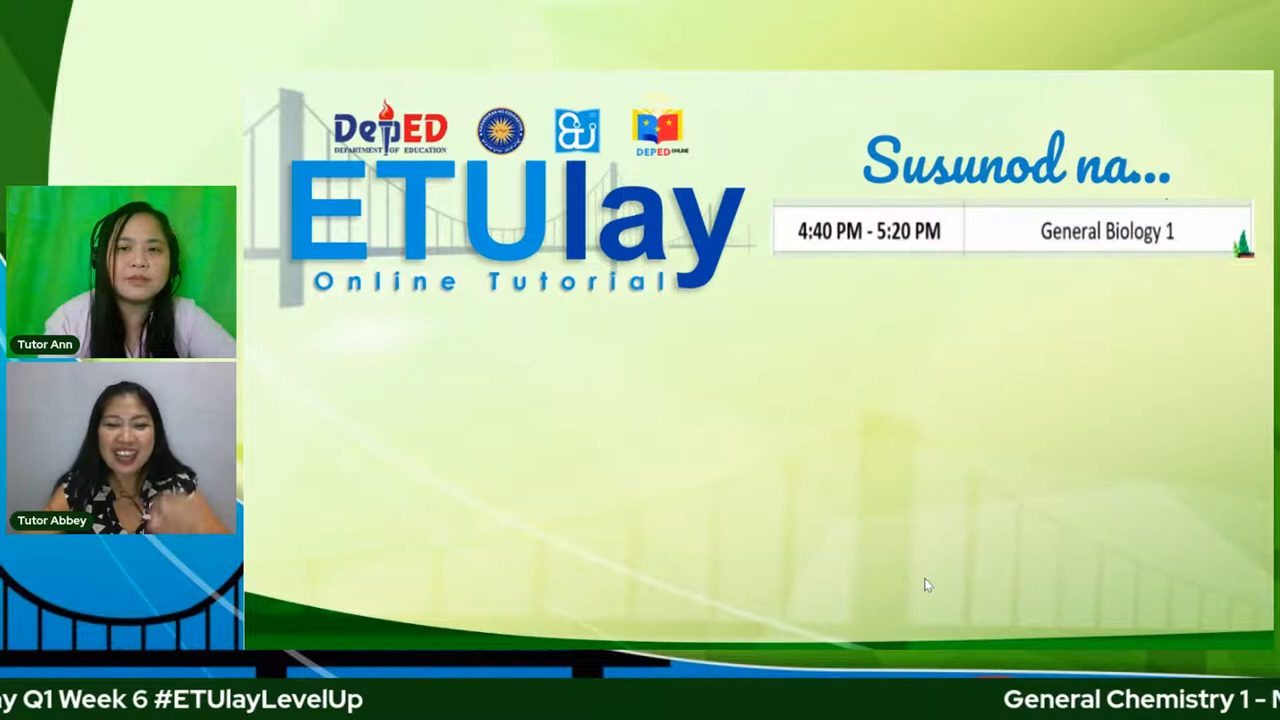 DepED
DEPARTMENT OF EDUCATION
DEPED ONLINE
ETUlay
Online Tutorial
Susunod na...
4:40 PM - 5:20 PM
General Biology 1
Tutor Ann
Tutor Abbey
y Q1 Week 6 #ETUlayLevelUp
General Chemistry 1 -